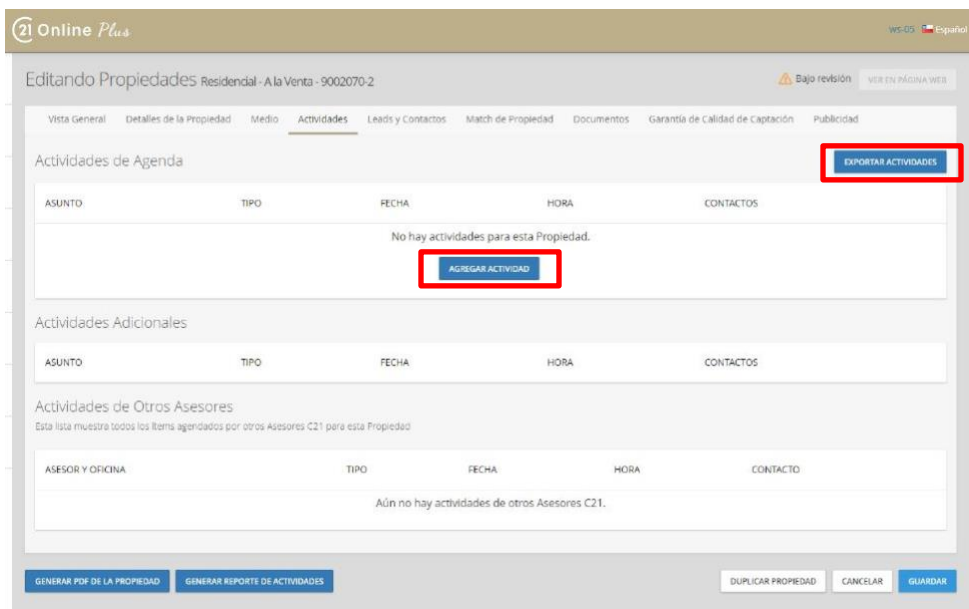 21 Online Plus
WS-05 Español
Editando Propiedades Residencial - A la Venta - 9002070-2
Bajo revisión VER EN PÁGINA WEB
Vista General Detalles de la Propiedad Medio Actividades Leads y Contactos Match de Propiedad Documentos Garantía de Calidad de Captación Publicidad
Actividades de Agenda
EXPORTAR ACTIVIDADES
ASUNTO TIPO FECHA HORA CONTACTOS
No hay actividades para esta Propiedad.
AGREGAR ACTIVIDAD
Actividades Adicionales
ASUNTO TIPO FECHA HORA CONTACTOS
Actividades de Otros Asesores
Esta lista muestra todos los ítems agendados por otros Asesores C21 para esta Propiedad
ASESOR Y OFICINA TIPO FECHA HORA CONTACTO
Aún no hay actividades de otros Asesores C21.
GENERAR PDF DE LA PROPIEDAD GENERAR REPORTE DE ACTIVIDADES DUPLICAR PROPIEDAD CANCELAR GUARDAR